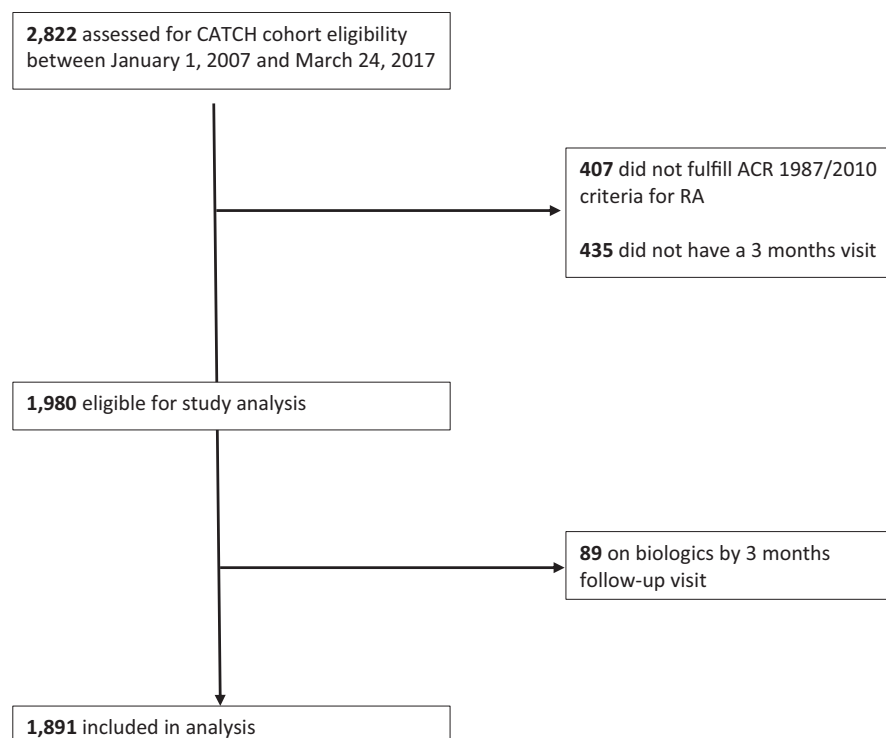 2,822 assessed for CATCH cohort eligibility
between January 1, 2007 and March 24, 2017
407 did not fulfill ACR 1987/2010
criteria for RA
435 did not have a 3 months visit
1,980 eligible for study analysis
89 on biologics by 3 months
follow-up visit
1,891 included in analysis